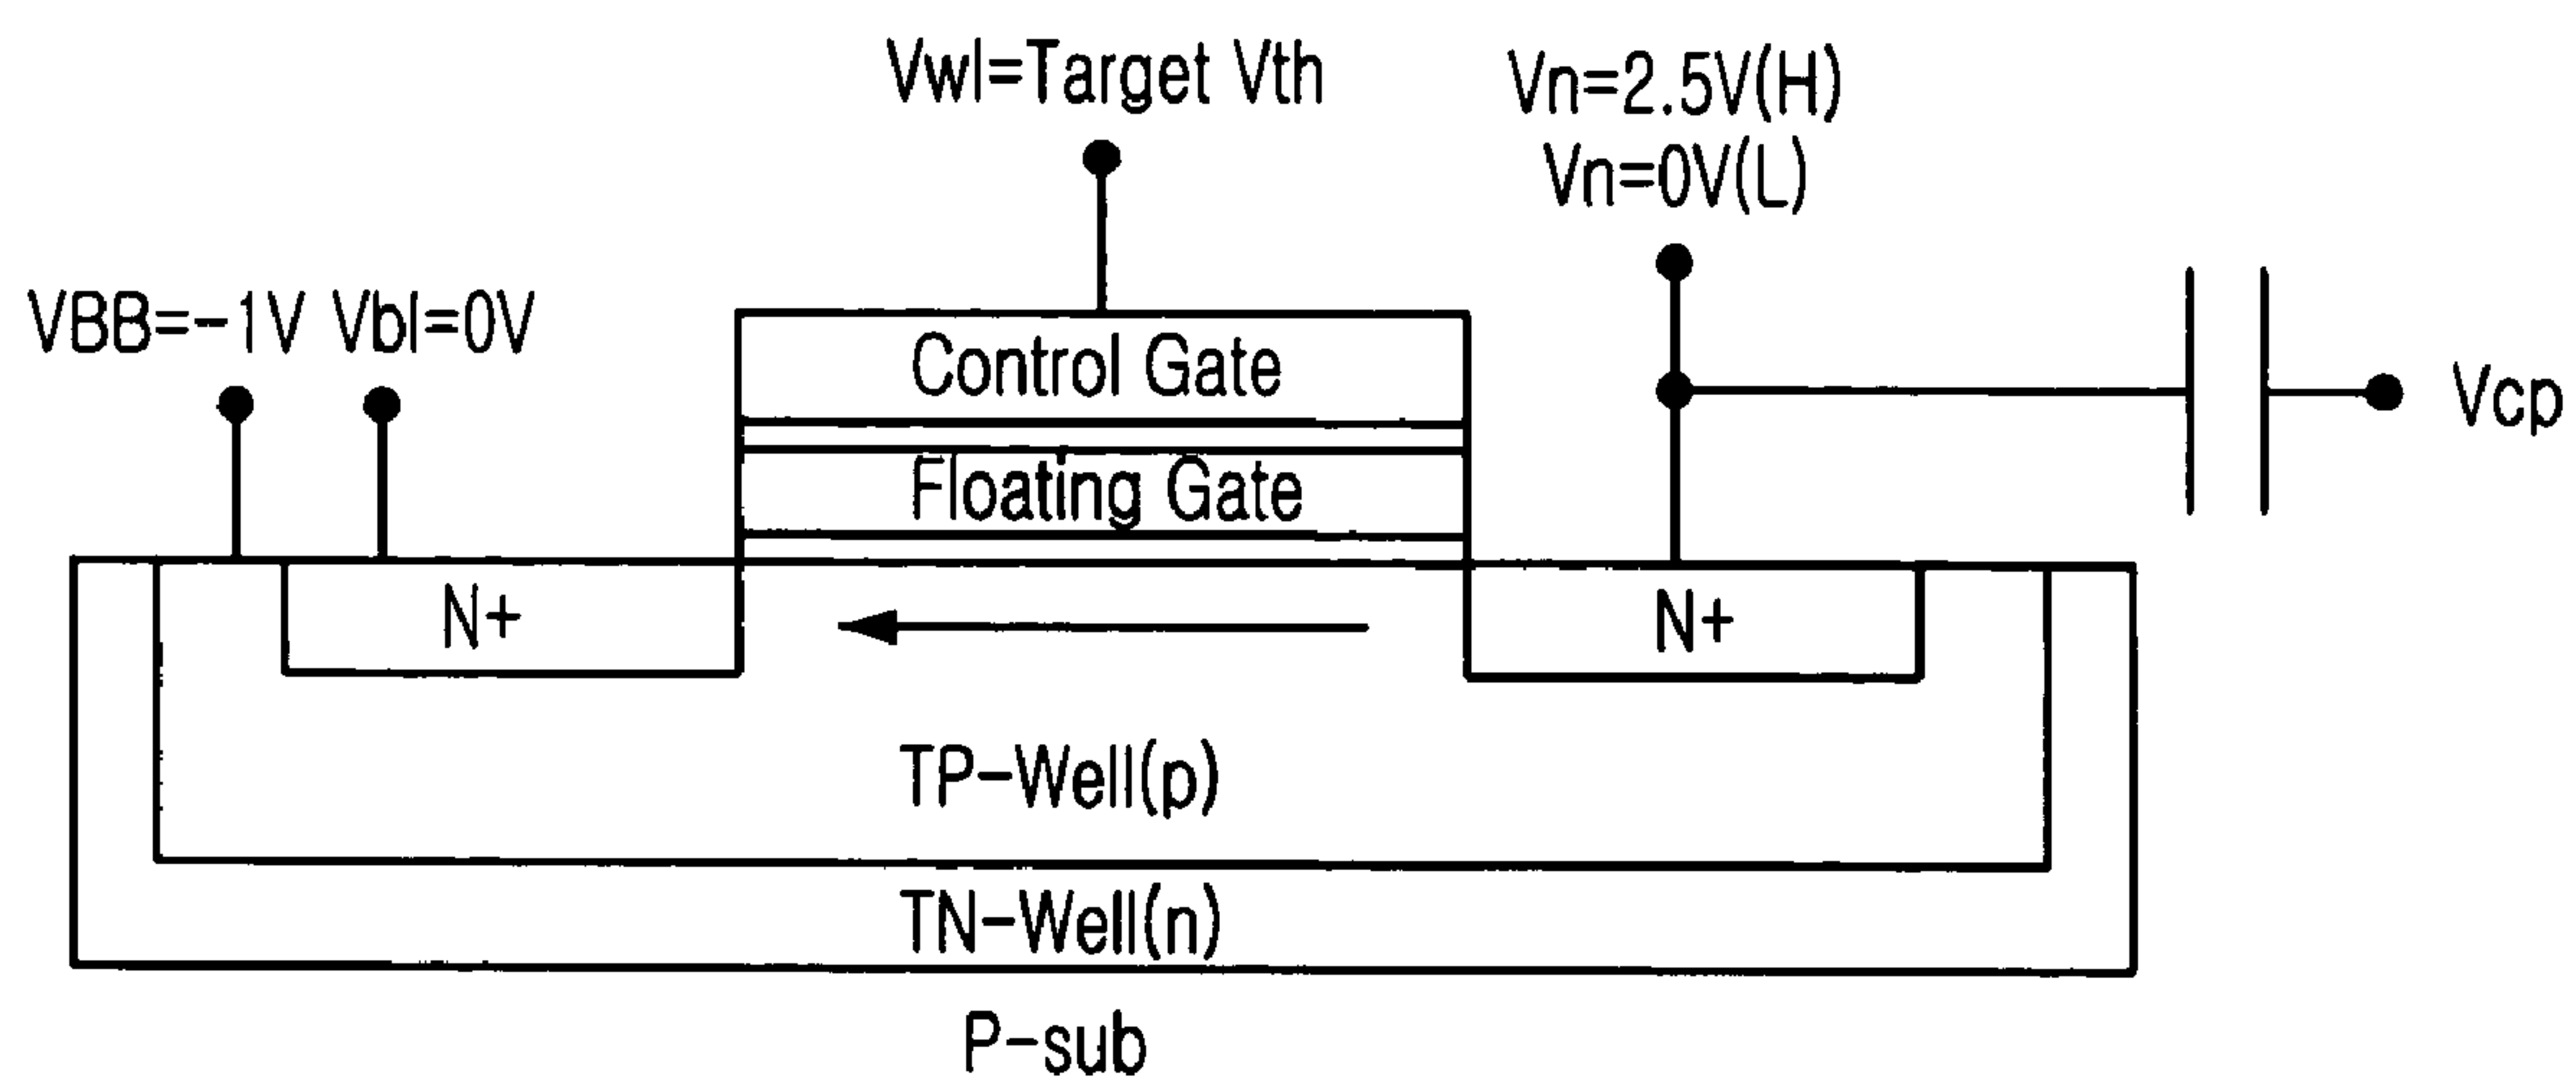 Vwl=Target Vth
Vn=2.5V(H)
Vn=0V(L)
VBB=-1V Vbl=0V
Control Gate
Vcp
Floating Gate
N+
N+
TP-Well(p)
TN-Well(n)
P-sub